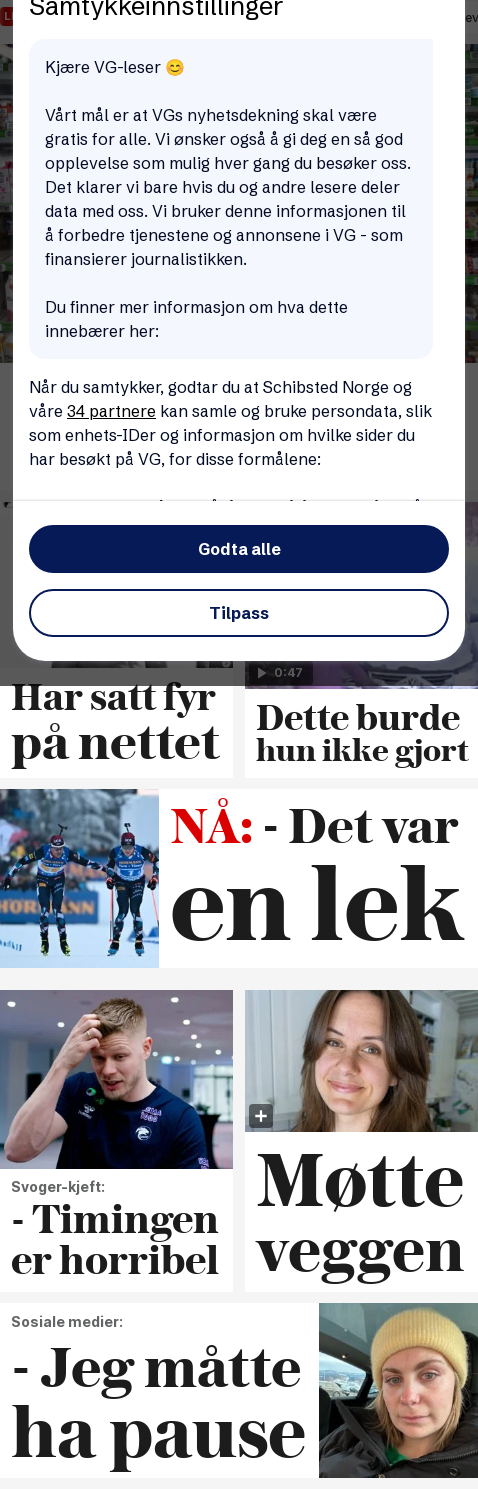 Samtykkeinnstillinger
Kjære VG-leser 😊
Vårt mål er at VGs nyhetsdekning skal være
gratis for alle. Vi ønsker også å gi deg en så god
opplevelse som mulig hver gang du besøker oss.
Det klarer vi bare hvis du og andre lesere deler
data med oss. Vi bruker denne informasjonen til
å forbedre tjenestene og annonsene i VG - som
finansierer journalistikken.
Du finner mer informasjon om hva dette
innebærer her:
Når du samtykker, godtar du at Schibsted Norge og
våre 34 partnere kan samle og bruke persondata, slik
som enhets-IDer og informasjon om hvilke sider du
har besøkt på VG, for disse formålene:
Godta alle
Tilpass
0:47
Har satt fyr
på nettet
Dette burde
hun ikke gjort
NÅ: - Det var
en lek
Svoger-kjeft:
- Timingen
er horribel
Møtte
veggen
Sosiale medier:
- Jeg måtte
ha pause